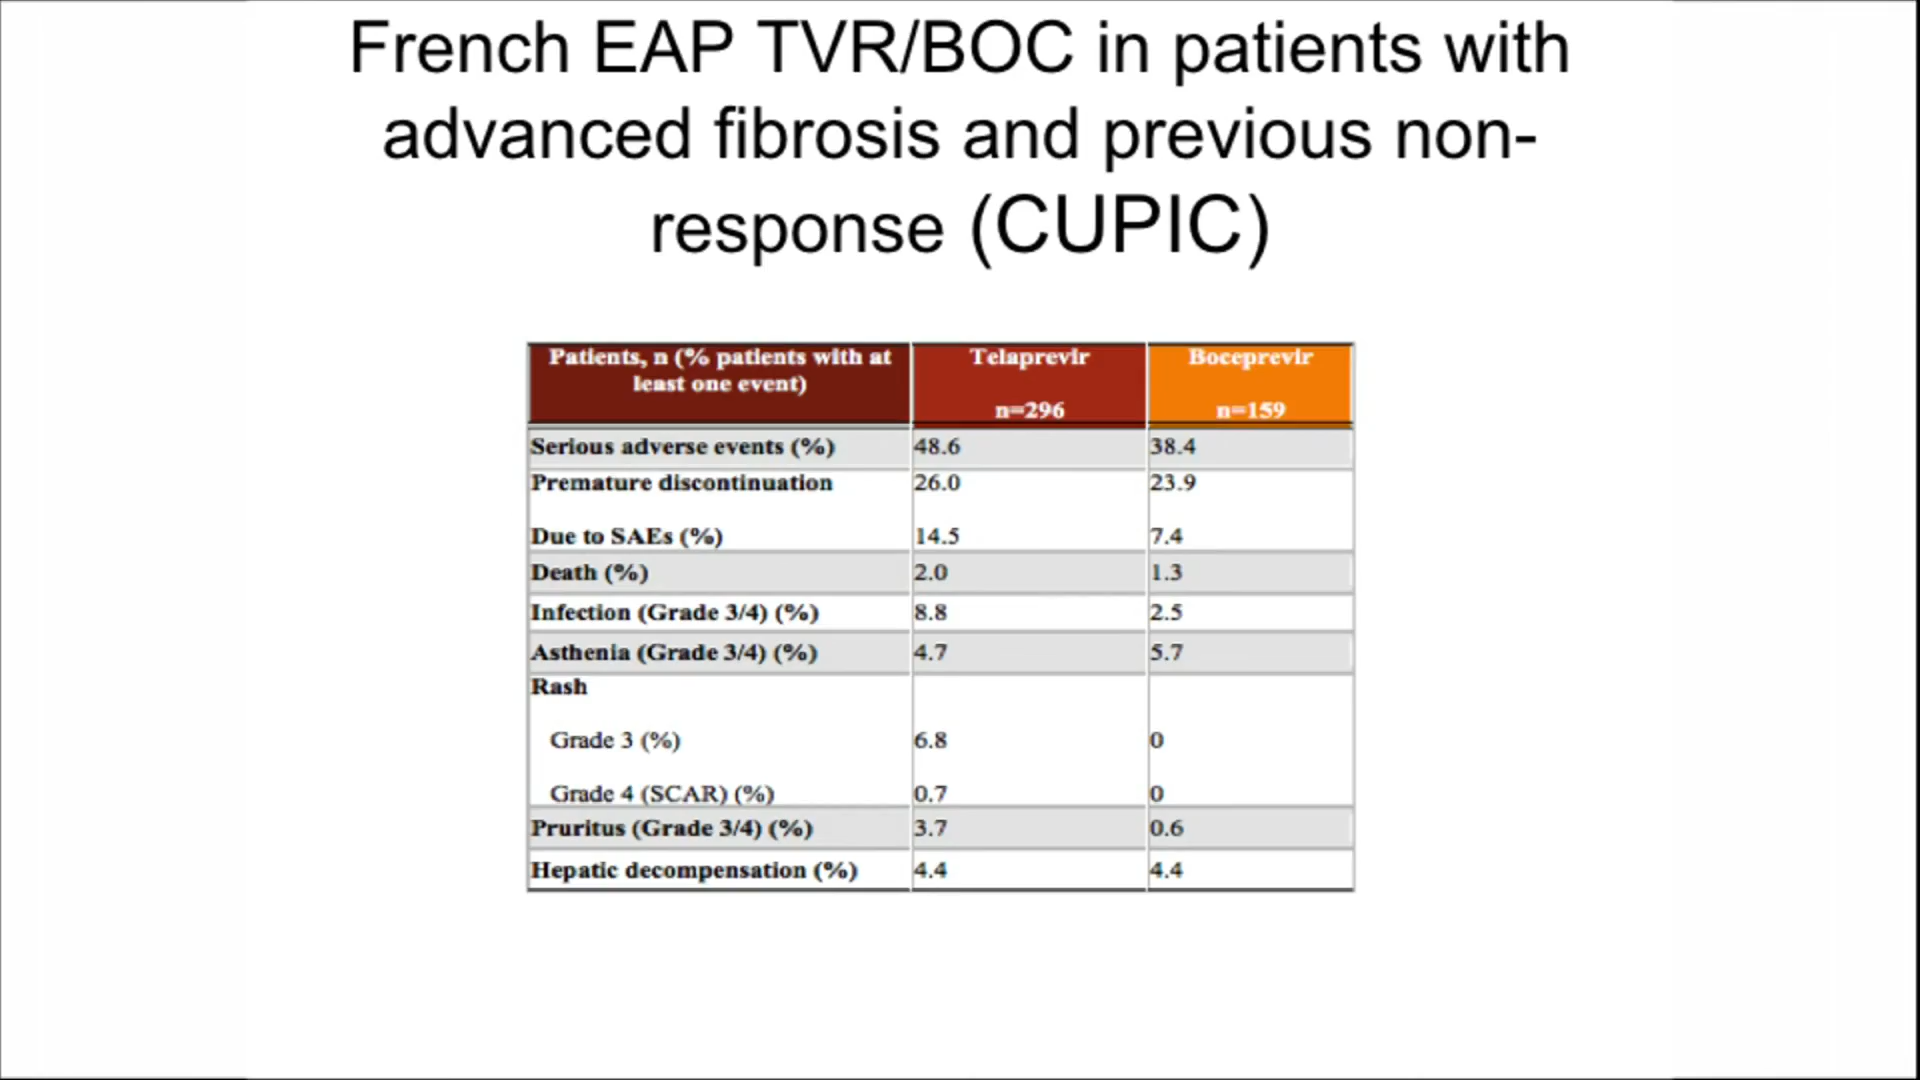 French EAP TVR/BOC in patients with
advanced fibrosis and previous non-
response (CUPIC)
Patients, n (% patients with at
least one event)
Telaprevir
n=296
Boceprevir
n=159
Serious adverse events (%) 48.6 38.4
Premature discontinuation 26.0 23.9
Due to SAEs (%) 14.5 7.4
Death (%) 2.0 1.3
Infection (Grade 3/4) (%) 8.8 2.5
Asthenia (Grade 3/4) (%) 4.7 5.7
Rash
Grade 3 (%) 6.8 0
Grade 4 (SCAR) (%) 0.7 0
Pruritus (Grade 3/4) (%) 3.7 0.6
Hepatic decompensation (%) 4.4 4.4